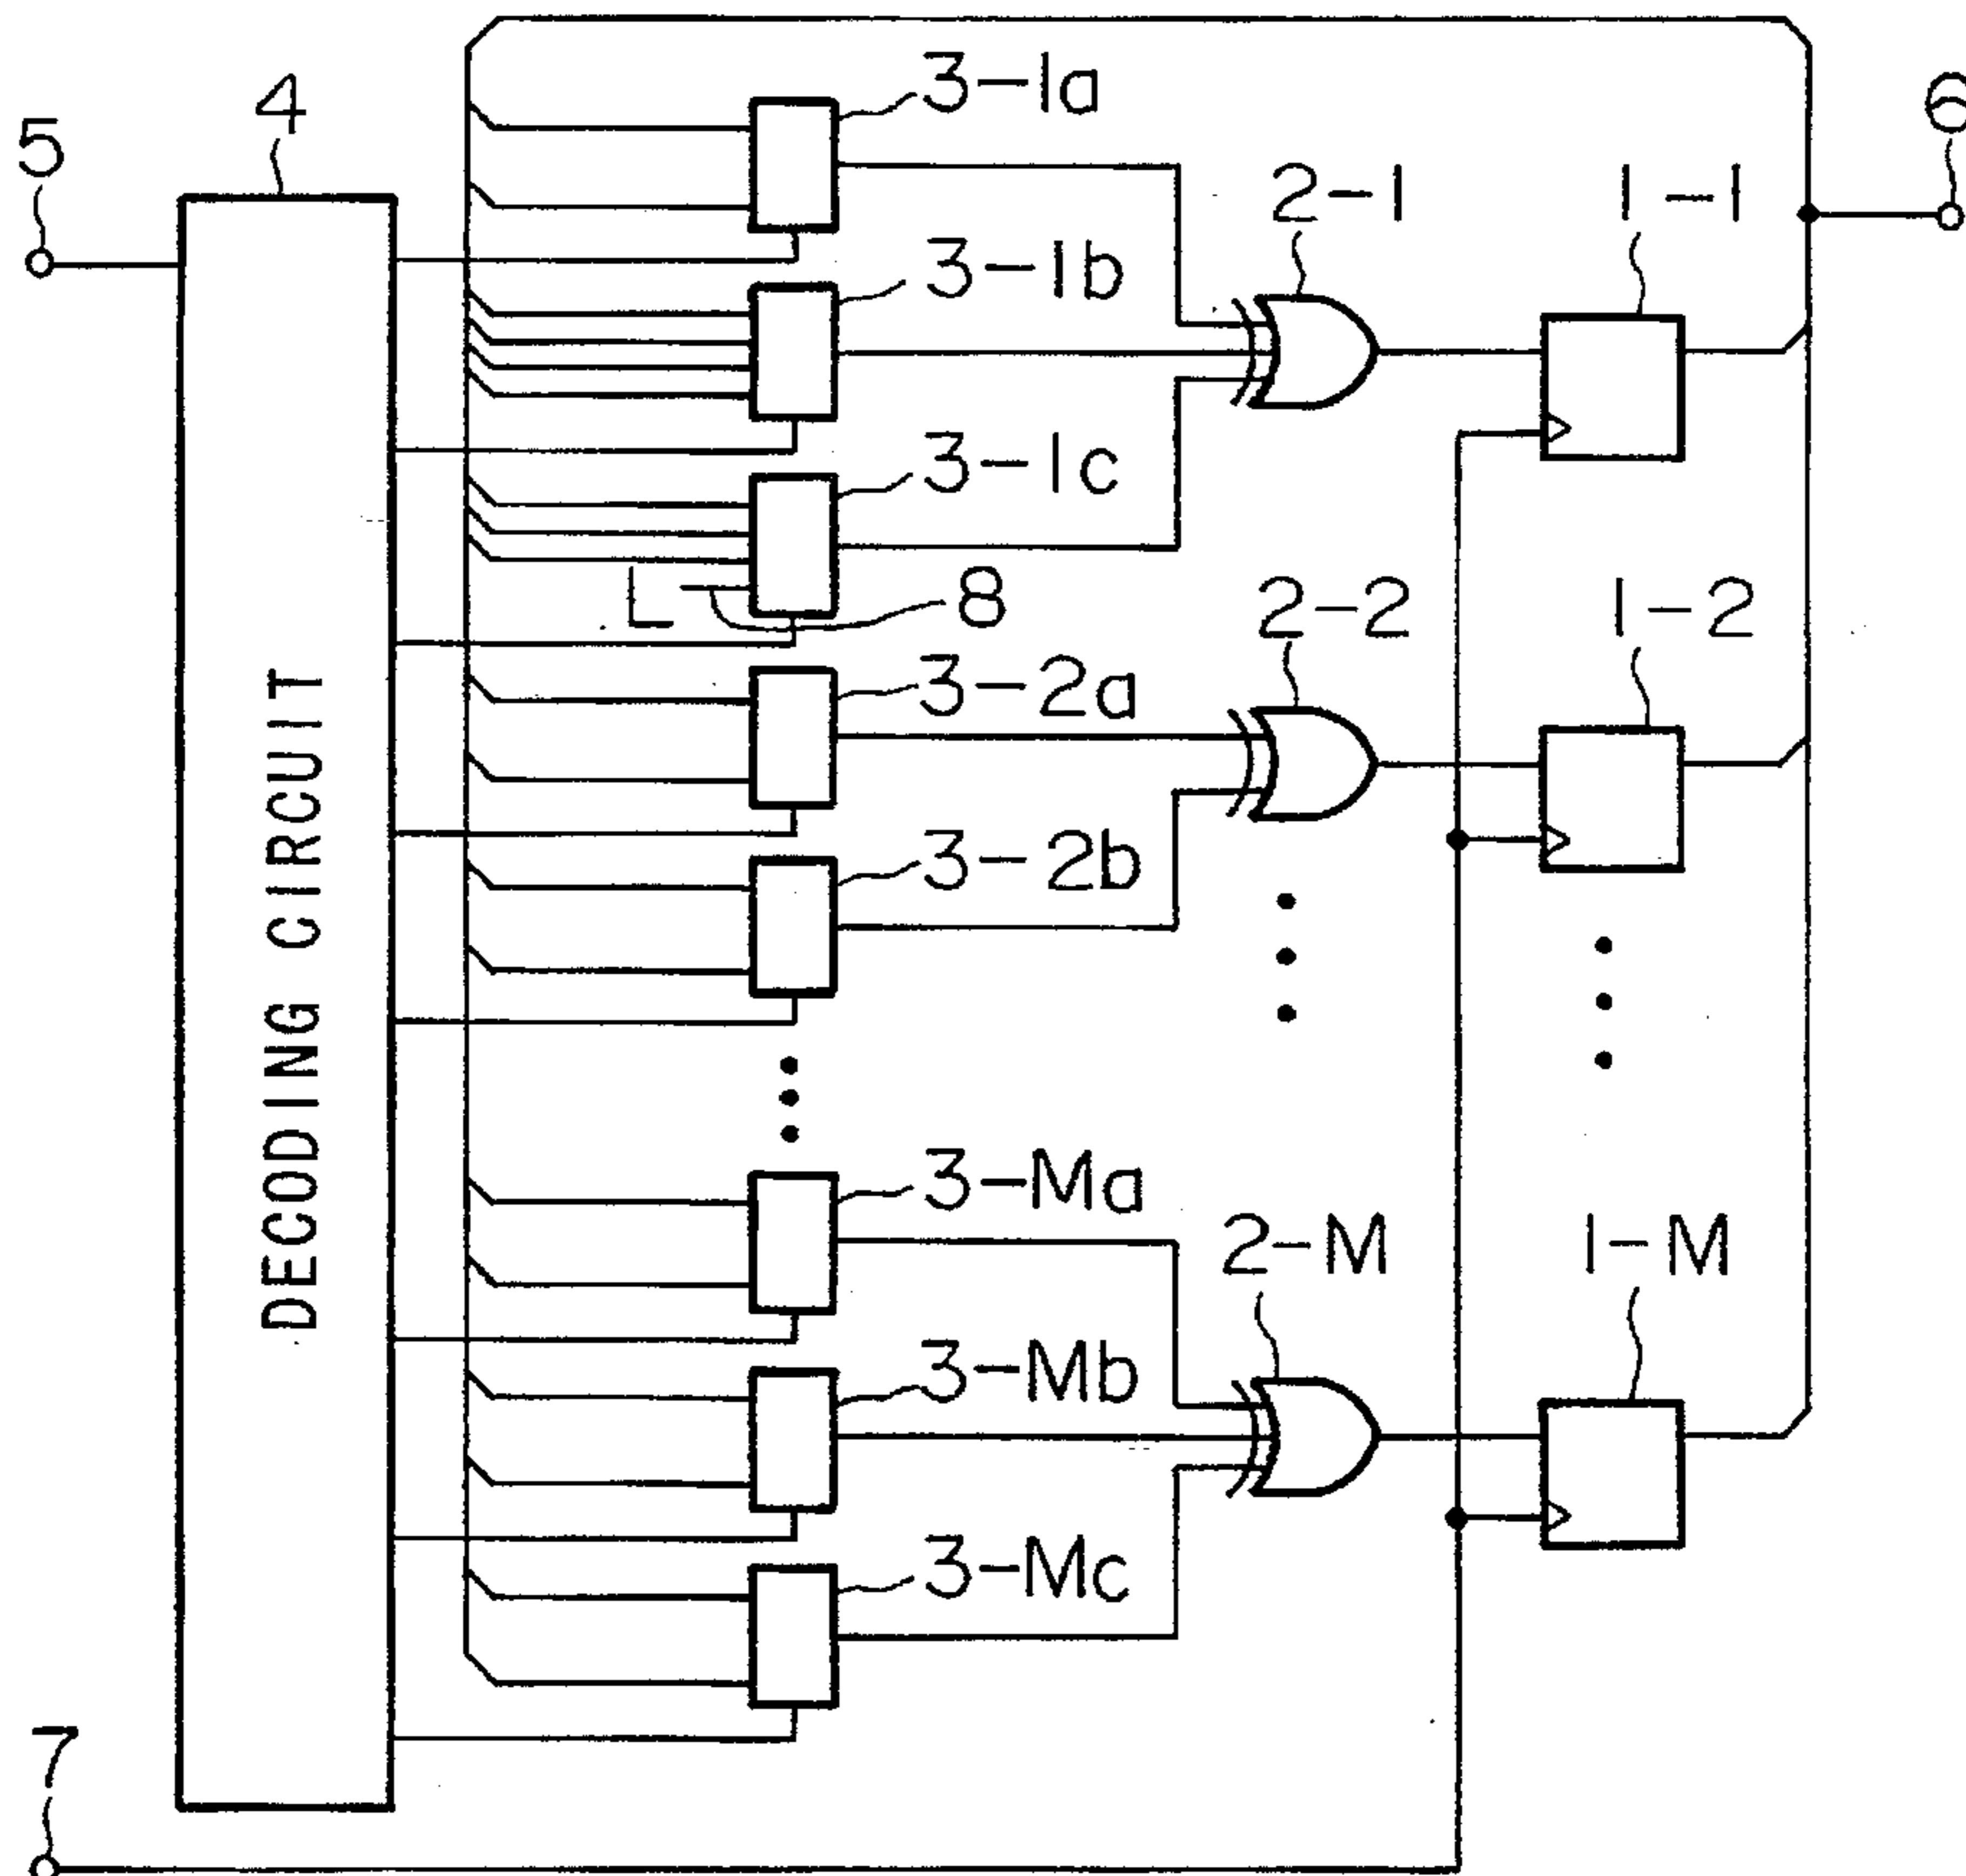 4
5
3-1a
6
2-1
1-1
3-1b
3-1c
L
8
2-2
1-2
3-2a
3-2b
DECODING CIRCUIT
3-Ma
2-M
1-M
3-Mb
3-Mc
7